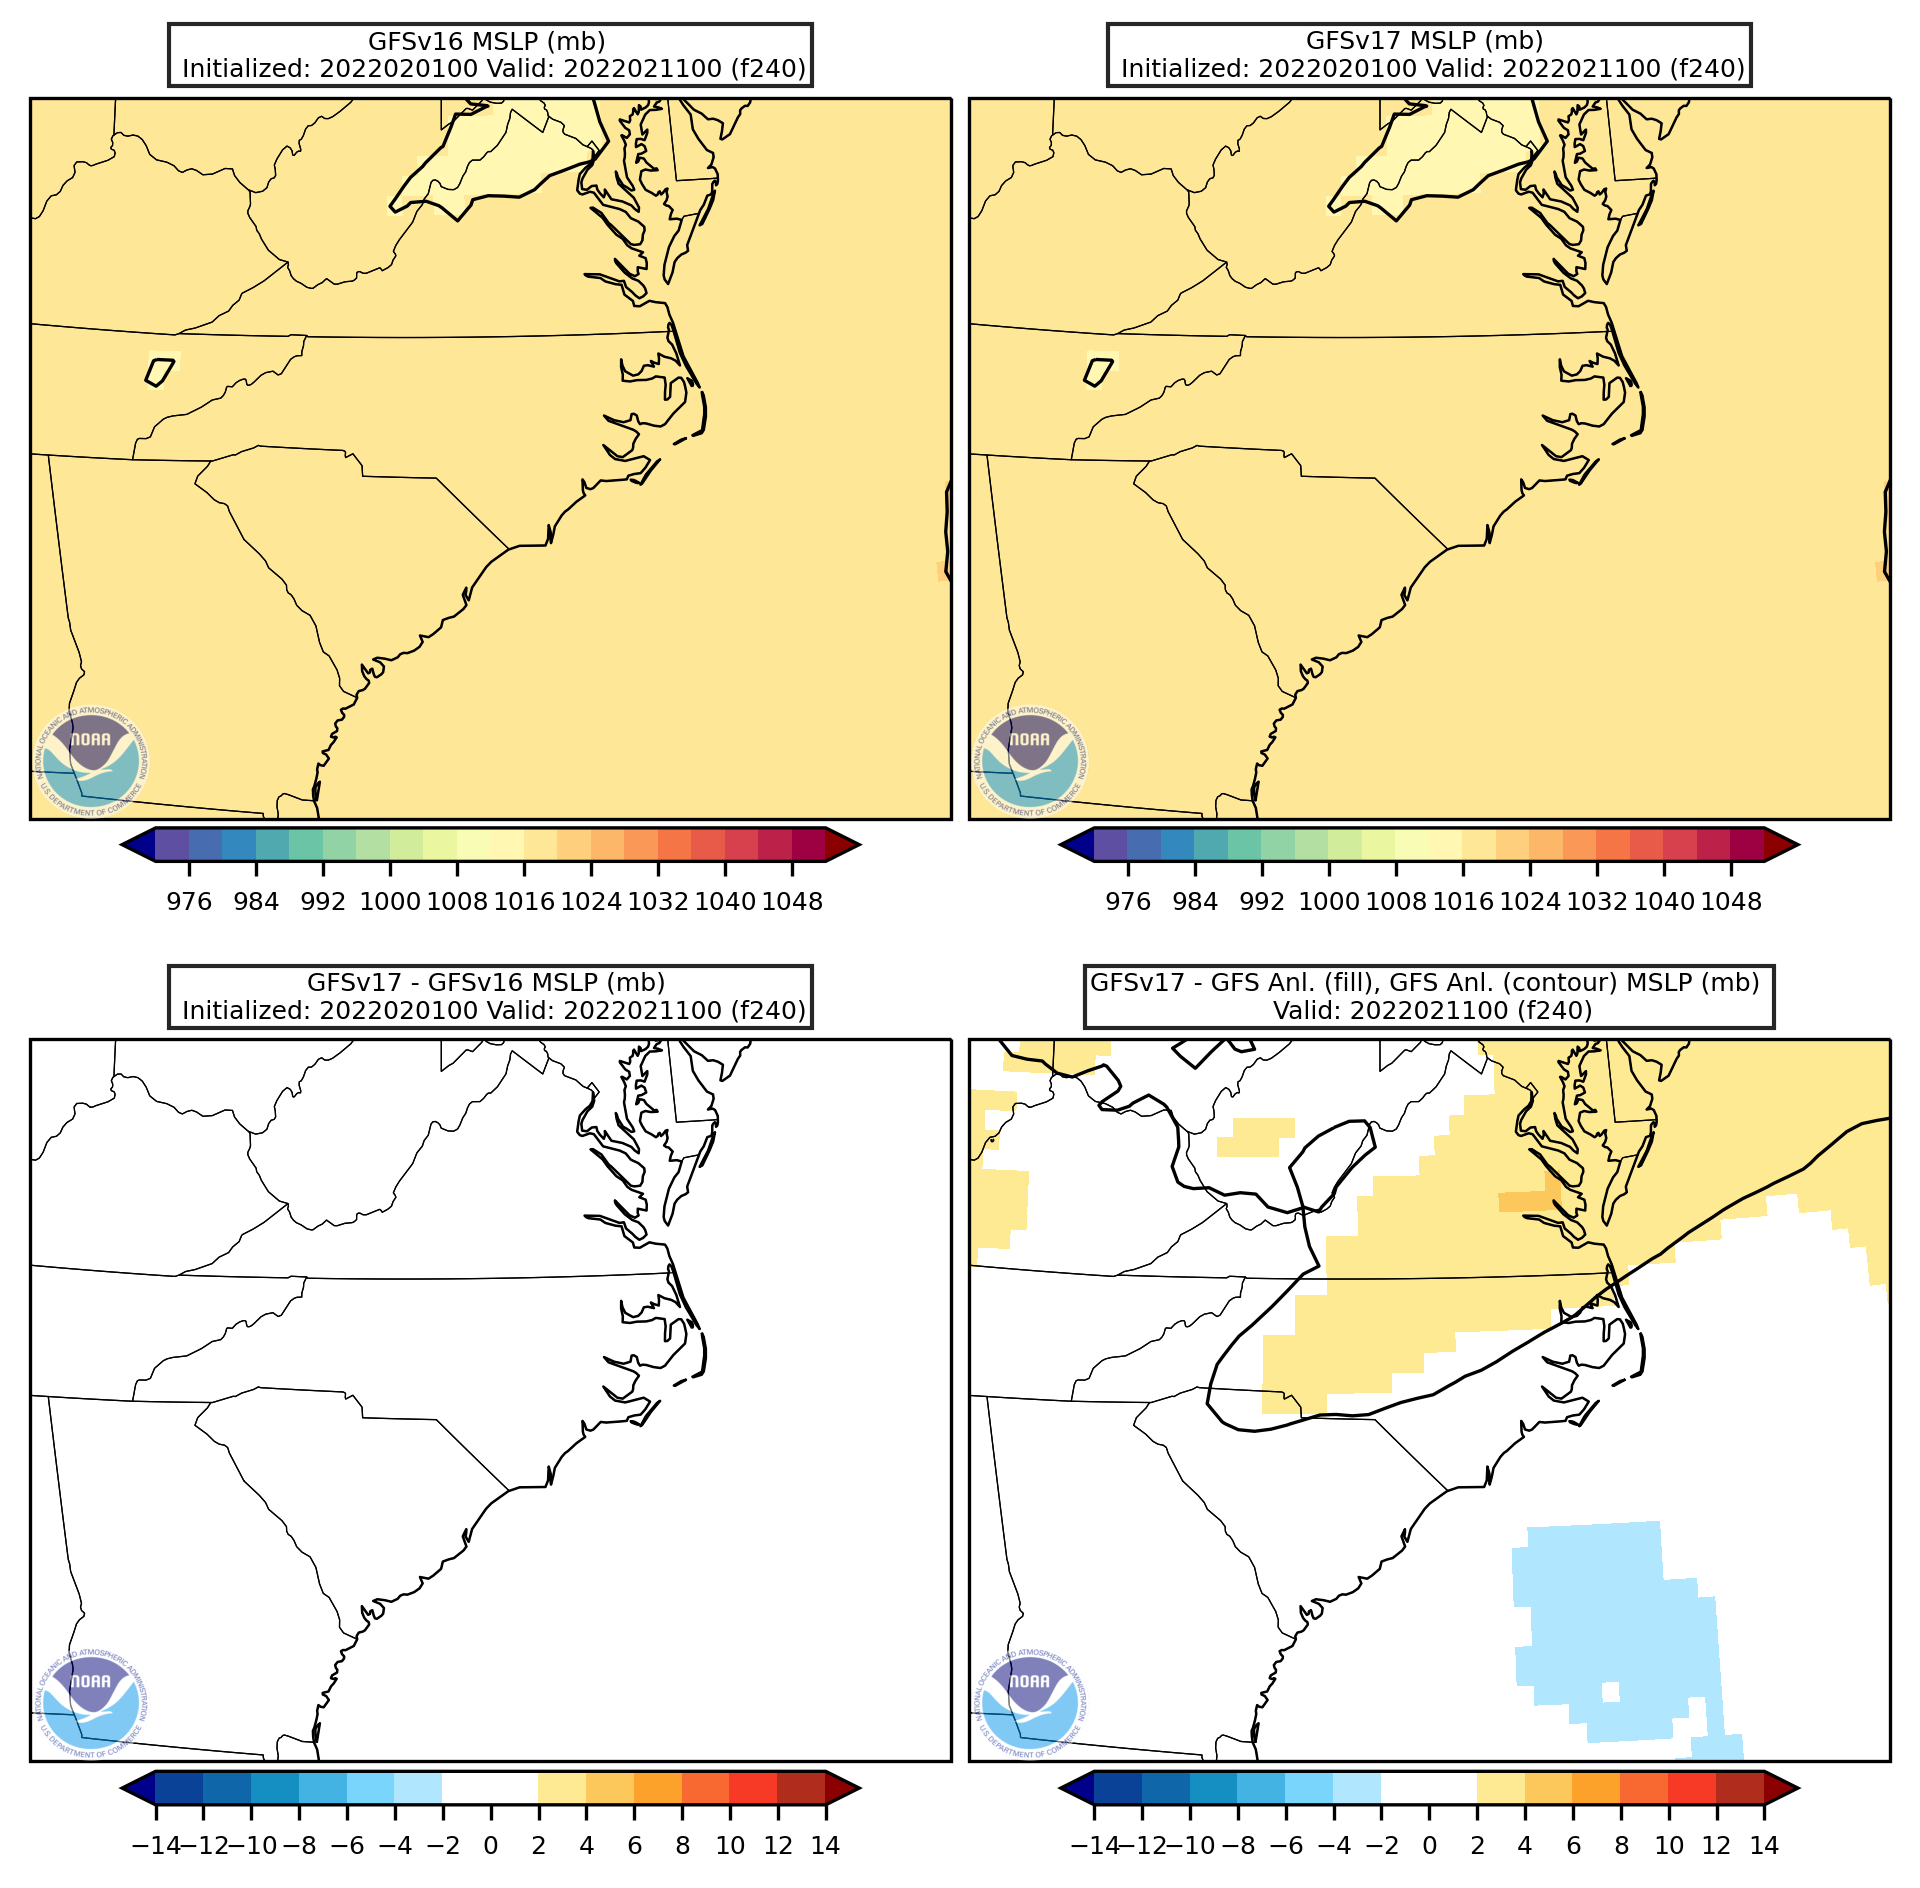 GFSv16 MSLP (mb)
Initialized: 2022020100 Valid: 2022021100 (f240)
GFSv17 MSLP (mb)
Initialized: 2022020100 Valid: 2022021100 (f240)
NATIONAL OCEANIC AND ATMOSPHERIC ADMINISTRATION
NOAA
U.S. DEPARTMENT OF COMMERCE
NATIONAL OCEANIC AND ATMOSPHERIC ADMINISTRATION
NOAA
U.S. DEPARTMENT OF COMMERCE
976 984 992 1000 1008 1016 1024 1032 1040 1048
976 984 992 1000 1008 1016 1024 1032 1040 1048
GFSv17 - GFSv16 MSLP (mb)
Initialized: 2022020100 Valid: 2022021100 (f240)
GFSv17 - GFS Anl. (fill), GFS Anl. (contour) MSLP (mb)
Valid: 2022021100 (f240)
NATIONAL OCEANIC AND ATMOSPHERIC ADMINISTRATION
NOAA
U.S. DEPARTMENT OF COMMERCE
NATIONAL OCEANIC AND ATMOSPHERIC ADMINISTRATION
NOAA
U.S. DEPARTMENT OF COMMERCE
−14 −12 −10 −8 −6 −4 −2 0 2 4 6 8 10 12 14
−14 −12 −10 −8 −6 −4 −2 0 2 4 6 8 10 12 14